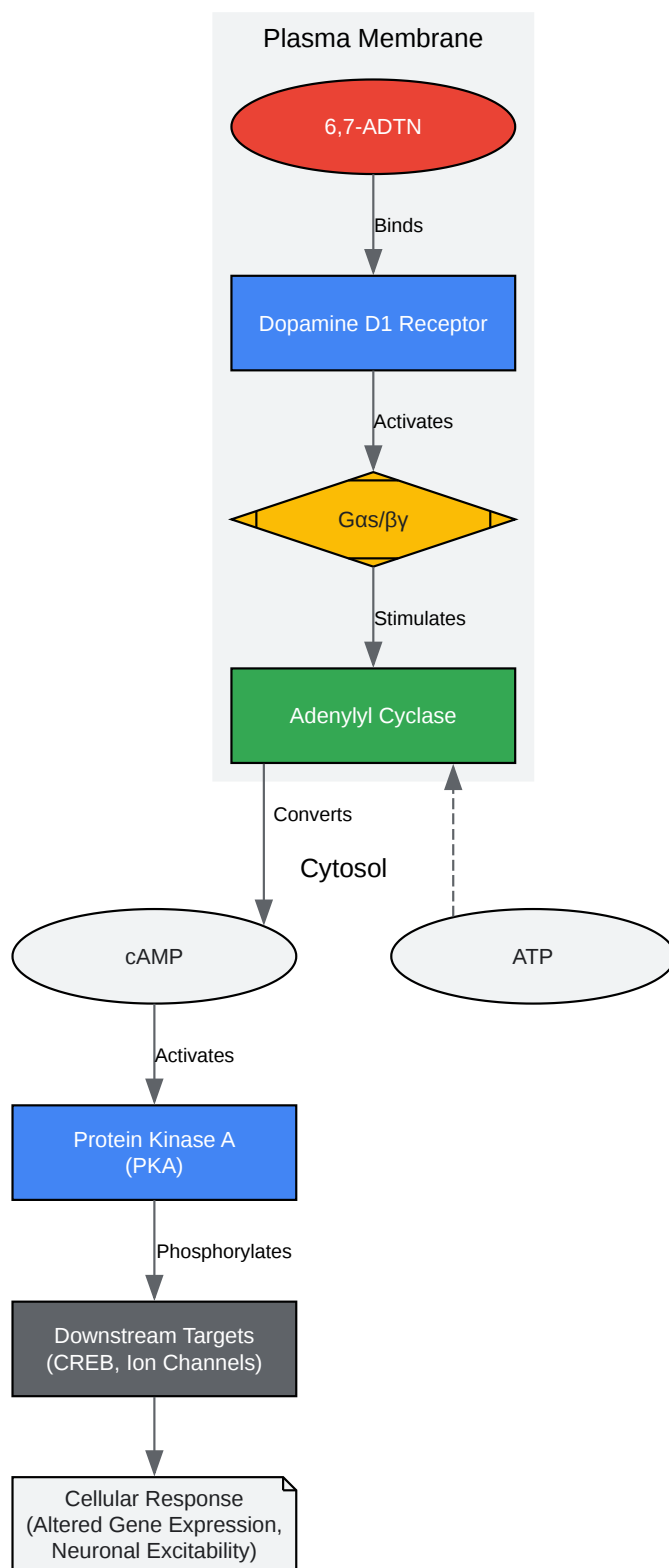 Plasma Membrane
6,7-ADTN
Binds
Dopamine D1 Receptor
Activates
Gαs/βγ
Stimulates
Adenylyl Cyclase
Converts
Cytosol
cAMP
ATP
Activates
Protein Kinase A
(PKA)
Phosphorylates
Downstream Targets
(CREB, Ion Channels)
Cellular Response
(Altered Gene Expression,
Neuronal Excitability)